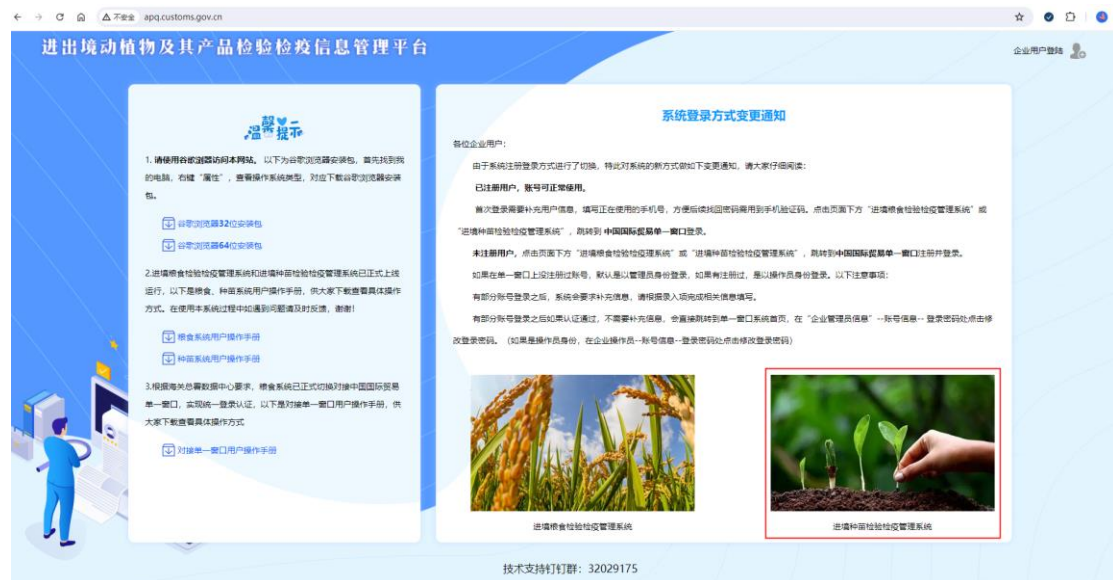 不安全 apq.customs.gov.cn
进出境动植物及其产品检验检疫信息管理平台
企业用户登陆
温馨提示
1. 请使用谷歌浏览器访问本网站。 以下为谷歌浏览器安装包，首先找到我
的电脑，右键“属性”，查看操作系统类型，对应下载谷歌浏览器安装
包。
谷歌浏览器32位安装包
谷歌浏览器64位安装包
2.进境粮食检验检疫管理系统和进境种苗检验检疫管理系统已正式上线
运行，以下是粮食、种苗系统用户操作手册，供大家下载查看具体操作
方式。在使用本系统过程中如遇到问题请及时反馈，谢谢！
粮食系统用户操作手册
种苗系统用户操作手册
3.根据海关总署数据中心要求，粮食系统已正式切换对接中国国际贸易
单一窗口，实现统一登录认证，以下是对接单一窗口用户操作手册，供
大家下载查看具体操作方式
对接单一窗口用户操作手册
系统登录方式变更通知
各位企业用户：
由于系统注册登录方式进行了切换，特此对系统的新方式做如下变更通知，请大家仔细阅读：
已注册用户，账号可正常使用。
首次登录需要补充用户信息，填写正在使用的手机号，方便后续找回密码需用到手机验证码。点击页面下方“进境粮食检验检疫管理系统”或
“进境种苗检验检疫管理系统”，跳转到 中国国际贸易单一窗口登录。
未注册用户，点击页面下方“进境粮食检验检疫管理系统”或“进境种苗检验检疫管理系统”，跳转到中国国际贸易单一窗口注册并登录。
如果在单一窗口上没注册过账号，默认是以管理员身份登录，如果有注册过，是以操作员身份登录。以下注意事项：
有部分账号登录之后，系统会要求补充信息，请根据录入项完成相关信息填写。
有部分账号登录之后如果认证通过，不需要补充信息，会直接跳转到单一窗口系统首页，在“企业管理员信息”--账号信息-- 登录密码处点击修
改登录密码。（如果是操作员身份，在企业操作员--账号信息--登录密码处点击修改登录密码）
进境粮食检验检疫管理系统
进境种苗检验检疫管理系统
技术支持钉钉群：32029175